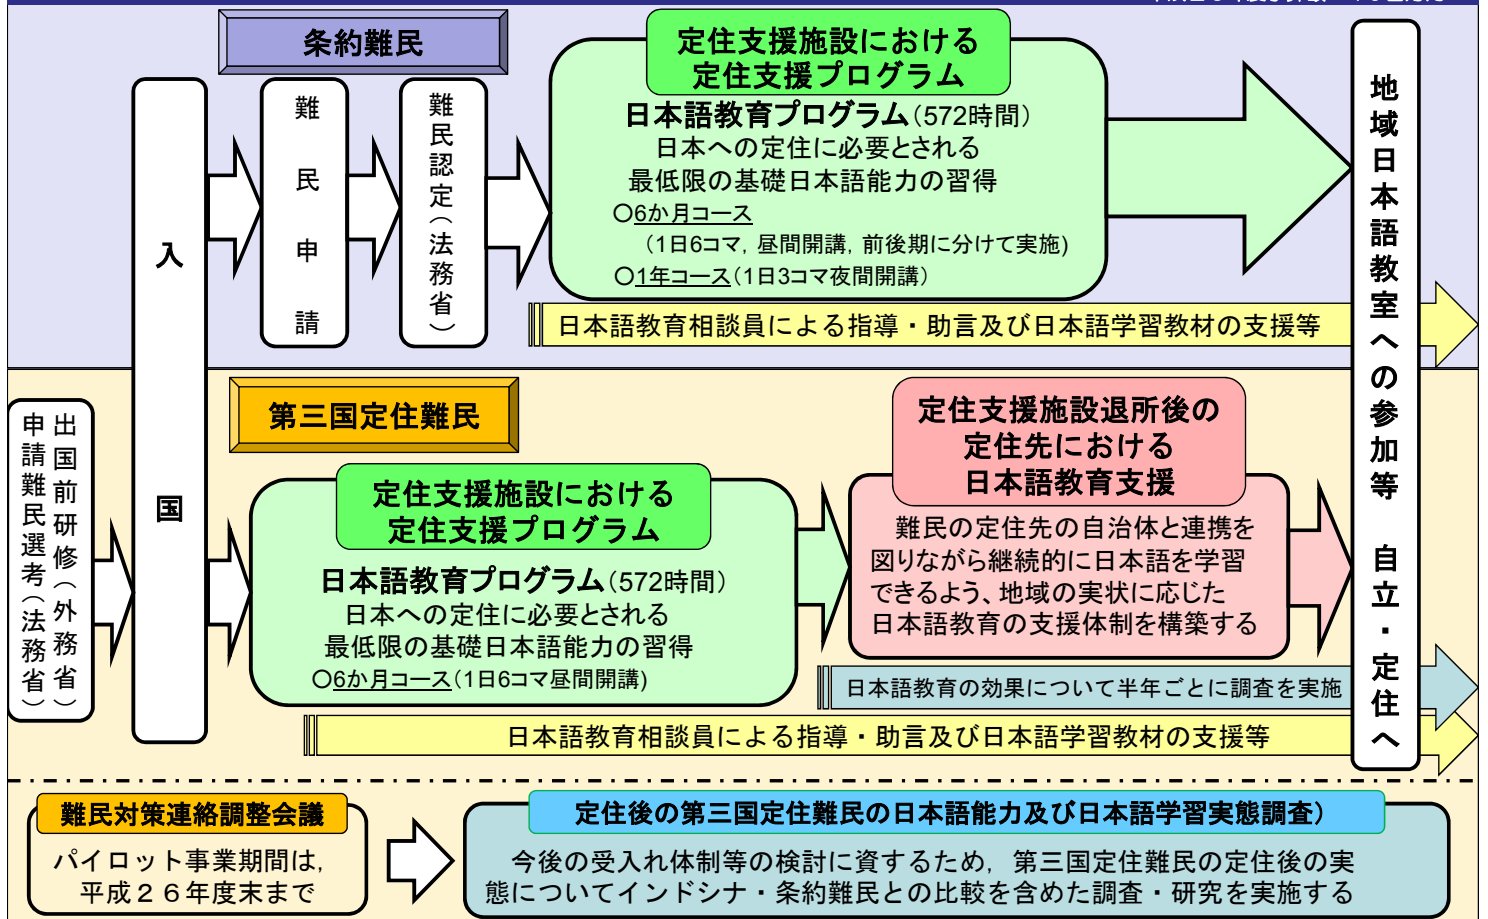 条約難民
定住支援施設における
定住支援プログラム
入国
難民申請
難民認定（法務省）
日本語教育プログラム（572時間）
日本への定住に必要とされる
最低限の基礎日本語能力の習得
○6か月コース
（1日6コマ，昼間開講，前後期に分けて実施)
○1年コース（1日3コマ夜間開講）
日本語教育相談員による指導・助言及び日本語学習教材の支援等
地域日本語教室への参加等　自立・定住へ
第三国定住難民
出国前研修（外務省）
申請難民選考（法務省）
定住支援施設における
定住支援プログラム
日本語教育プログラム（572時間）
日本への定住に必要とされる
最低限の基礎日本語能力の習得
○6か月コース(1日6コマ昼間開講)
定住支援施設退所後の
定住先における
日本語教育支援
難民の定住先の自治体と連携を
図りながら継続的に日本語を学習
できるよう、地域の実状に応じた
日本語教育の支援体制を構築する
日本語教育の効果について半年ごとに調査を実施
日本語教育相談員による指導・助言及び日本語学習教材の支援等
難民対策連絡調整会議
パイロット事業期間は，
平成２６年度末まで
定住後の第三国定住難民の日本語能力及び日本語学習実態調査）
今後の受入れ体制等の検討に資するため，第三国定住難民の定住後の実
態についてインドシナ・条約難民との比較を含めた調査・研究を実施する